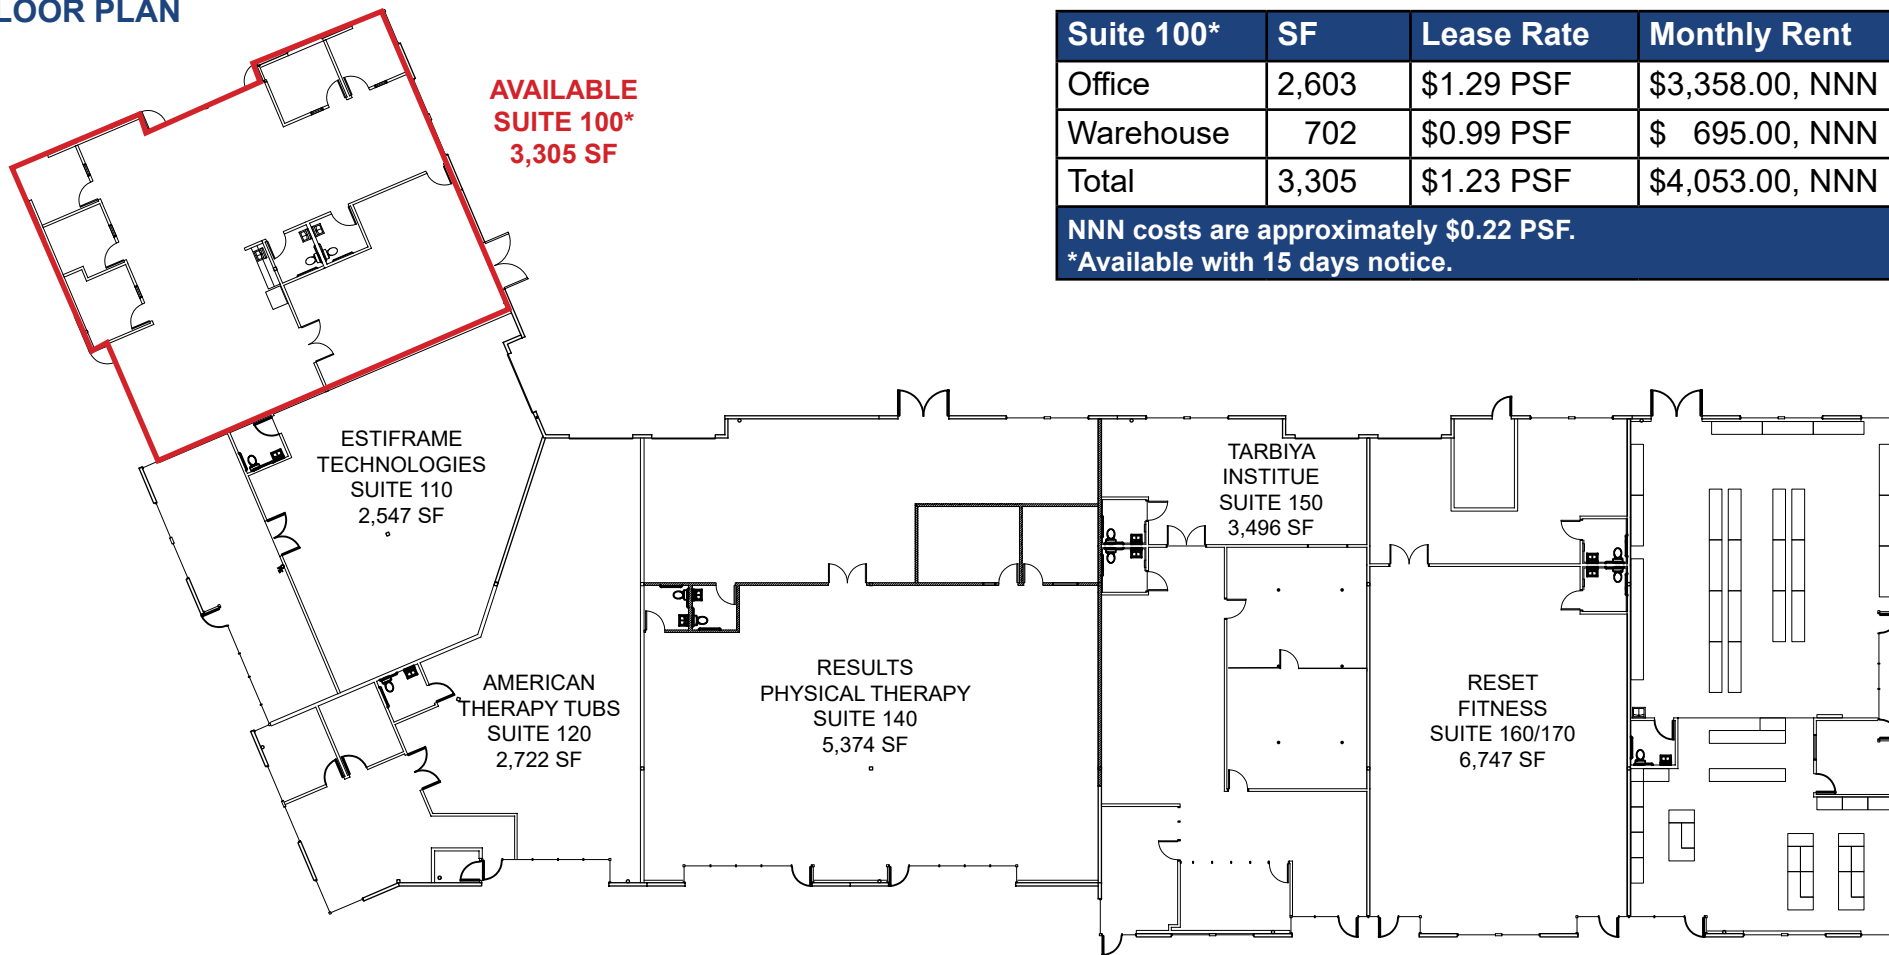 LOOR PLAN
AVAILABLE
SUITE 100*
3,305 SF
Suite 100* SF Lease Rate Monthly Rent
Office 2,603 $1.29 PSF $3,358.00, NNN
Warehouse 702 $0.99 PSF $ 695.00, NNN
Total 3,305 $1.23 PSF $4,053.00, NNN
NNN costs are approximately $0.22 PSF.
*Available with 15 days notice.
ESTIFRAME
TECHNOLOGIES
SUITE 110
2,547 SF
AMERICAN
THERAPY TUBS
SUITE 120
2,722 SF
RESULTS
PHYSICAL THERAPY
SUITE 140
5,374 SF
TARBIYA
INSTITUE
SUITE 150
3,496 SF
RESET
FITNESS
SUITE 160/170
6,747 SF